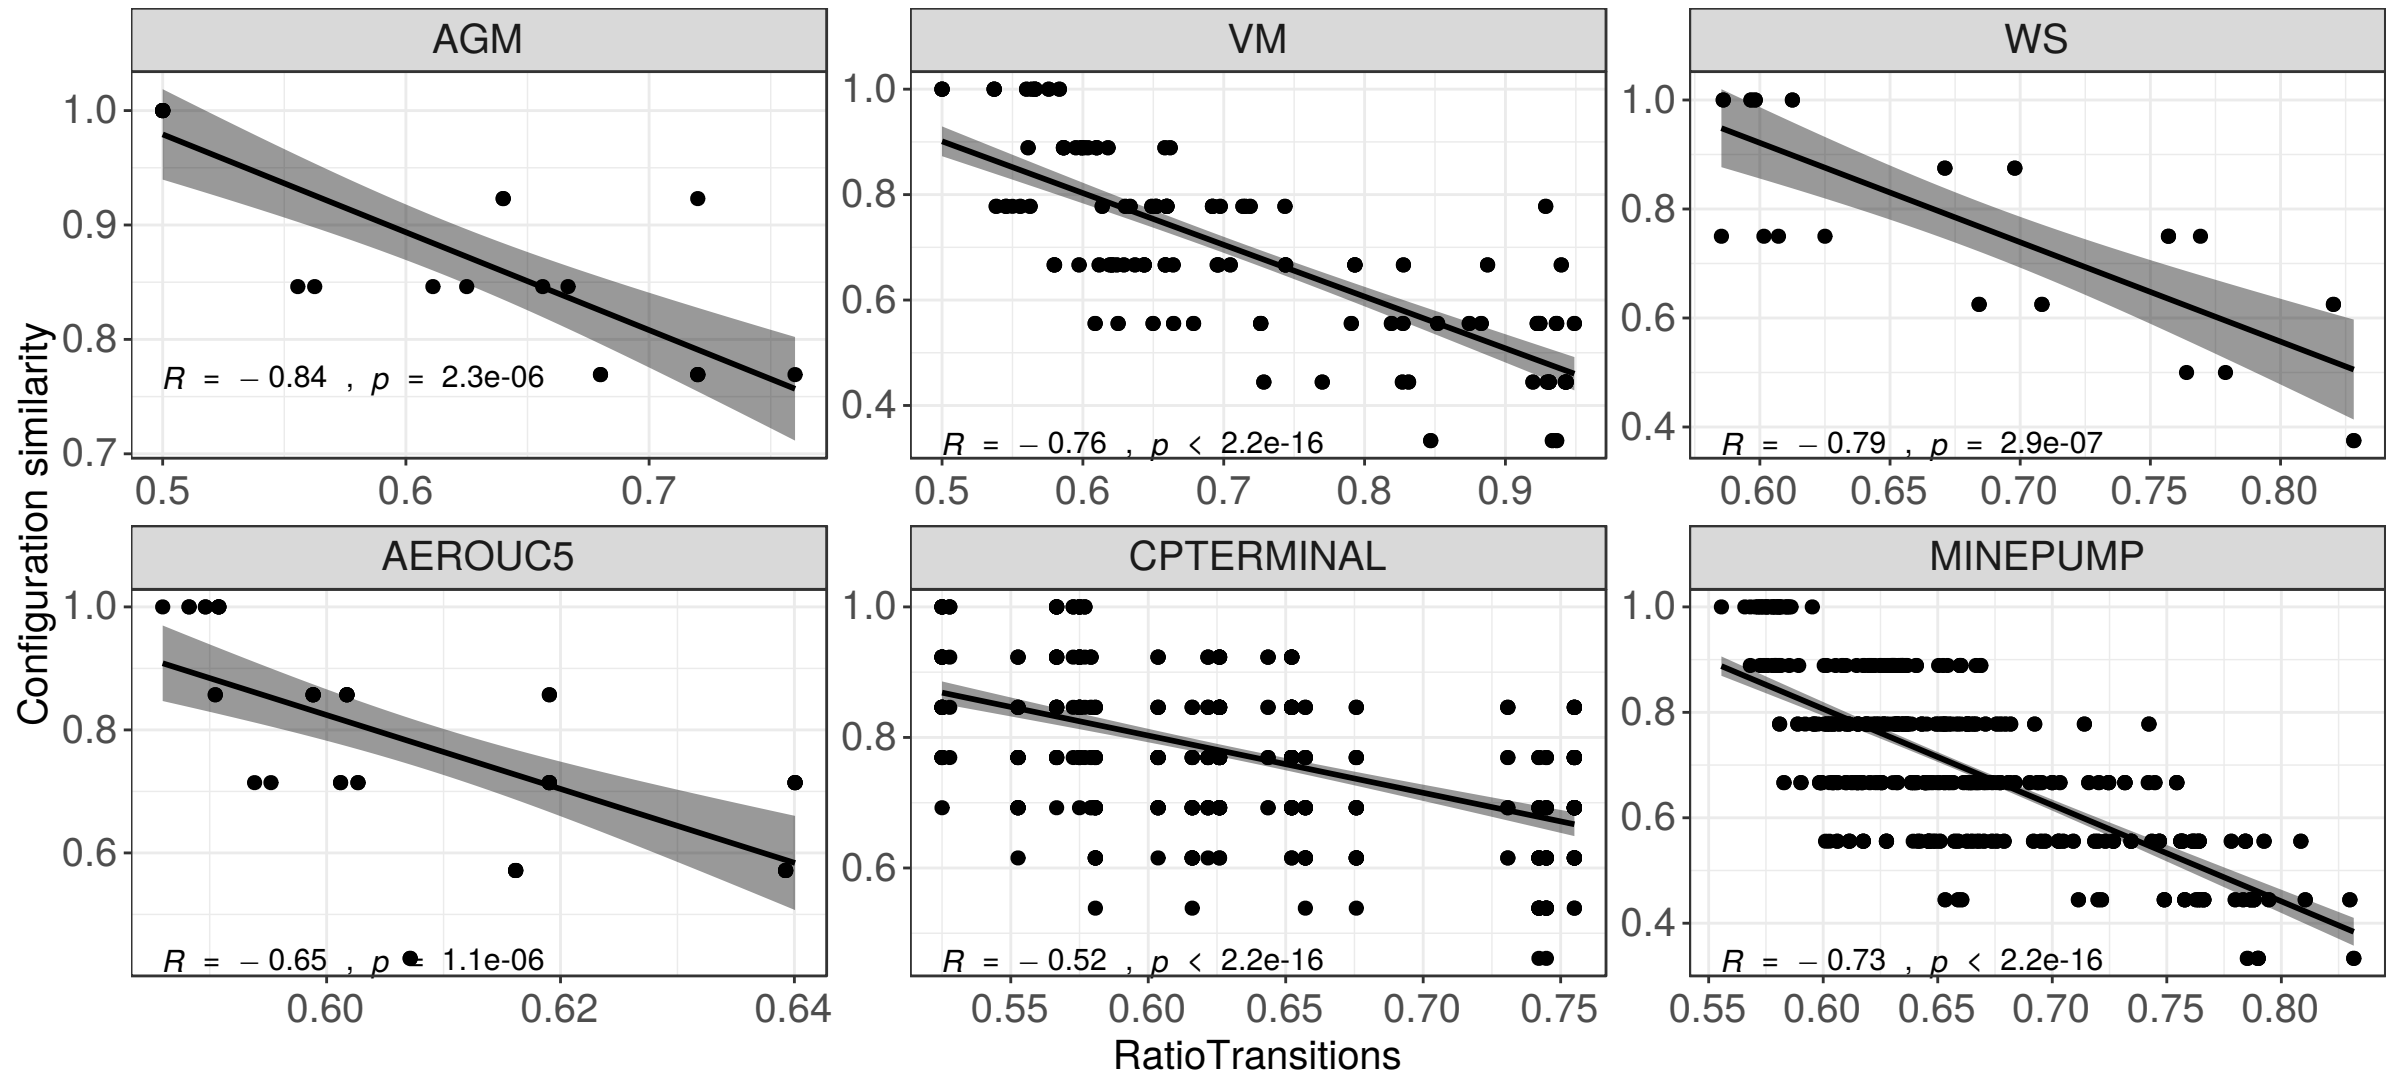 AGM
VM
WS
1.0
0.9
0.8
0.7
R = − 0.84 , p = 2.3e-06
0.5 0.6 0.7
1.0
0.8
0.6
0.4
R = − 0.76 , p < 2.2e-16
0.5 0.6 0.7 0.8 0.9
1.0
0.8
0.6
0.4
R = − 0.79 , p = 2.9e-07
0.60 0.65 0.70 0.75 0.80
Configuration similarity
AEROUC5
CPTERMINAL
MINEPUMP
1.0
0.8
0.6
R = − 0.65 , p = 1.1e-06
0.60 0.62 0.64
1.0
0.8
0.6
R = − 0.52 , p < 2.2e-16
0.55 0.60 0.65 0.70 0.75
1.0
0.8
0.6
0.4
R = − 0.73 , p < 2.2e-16
0.55 0.60 0.65 0.70 0.75 0.80
RatioTransitions